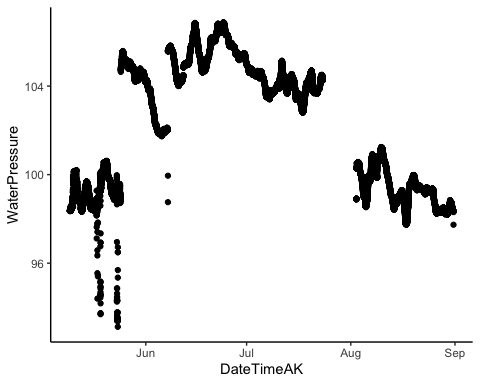 WaterPressure
104
100
96
Jun
Jul
Aug
Sep
DateTimeAK